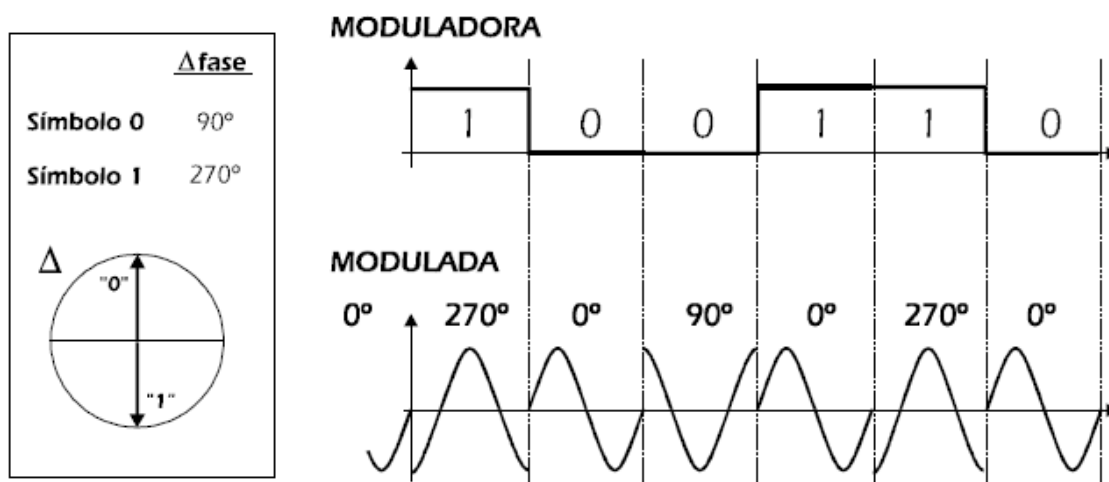 Δfase
Símbolo 0 90º
Símbolo 1 270º
Δ
"0"
"1"
MODULADORA
1 0 0 1 1 0
MODULADA
0º 270º 0º 90º 0º 270º 0º